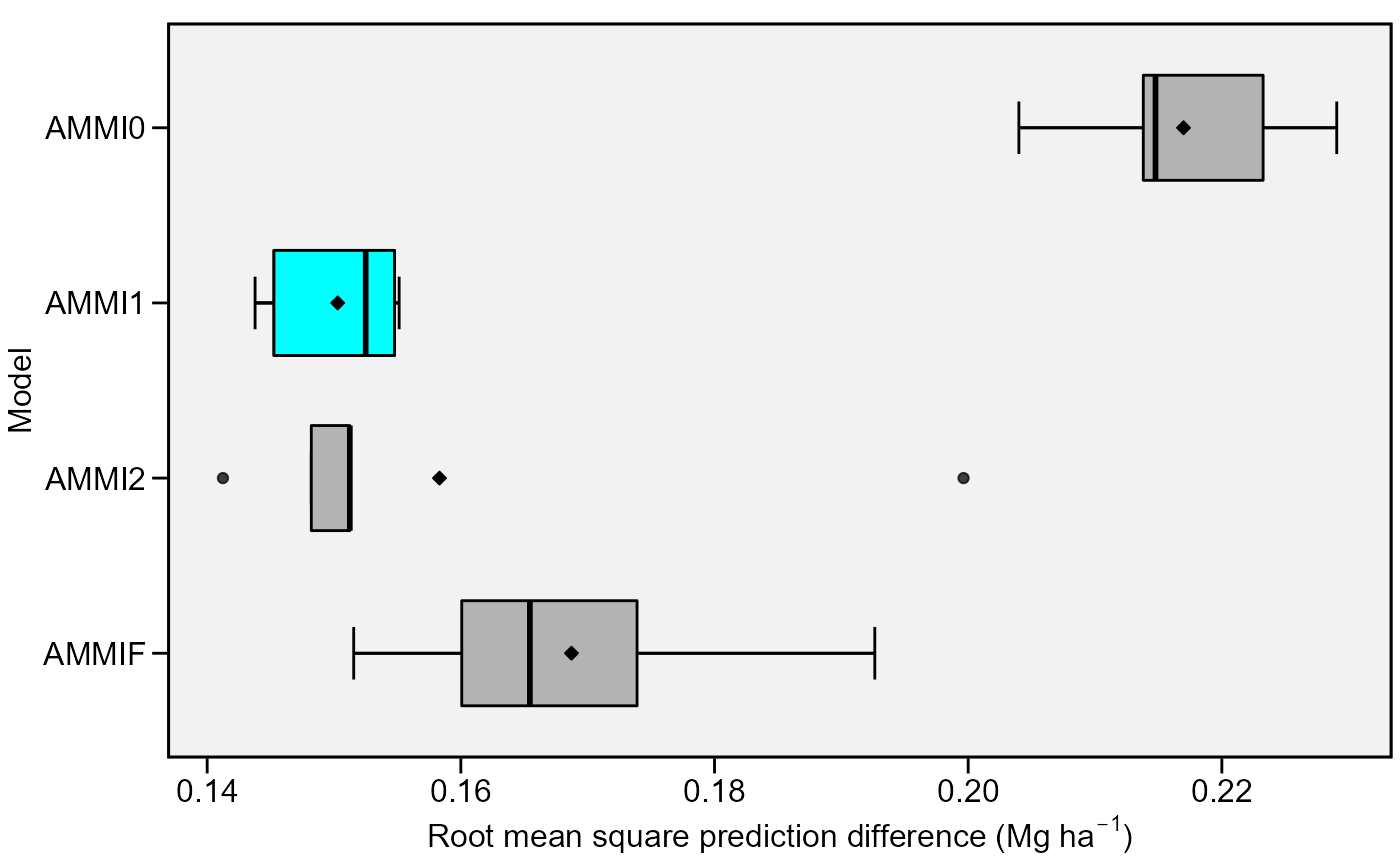 Model
AMMI0
AMMI1
AMMI2
AMMIF
0.14 0.16 0.18 0.20 0.22
Root mean square prediction difference (Mg ha⁻¹)